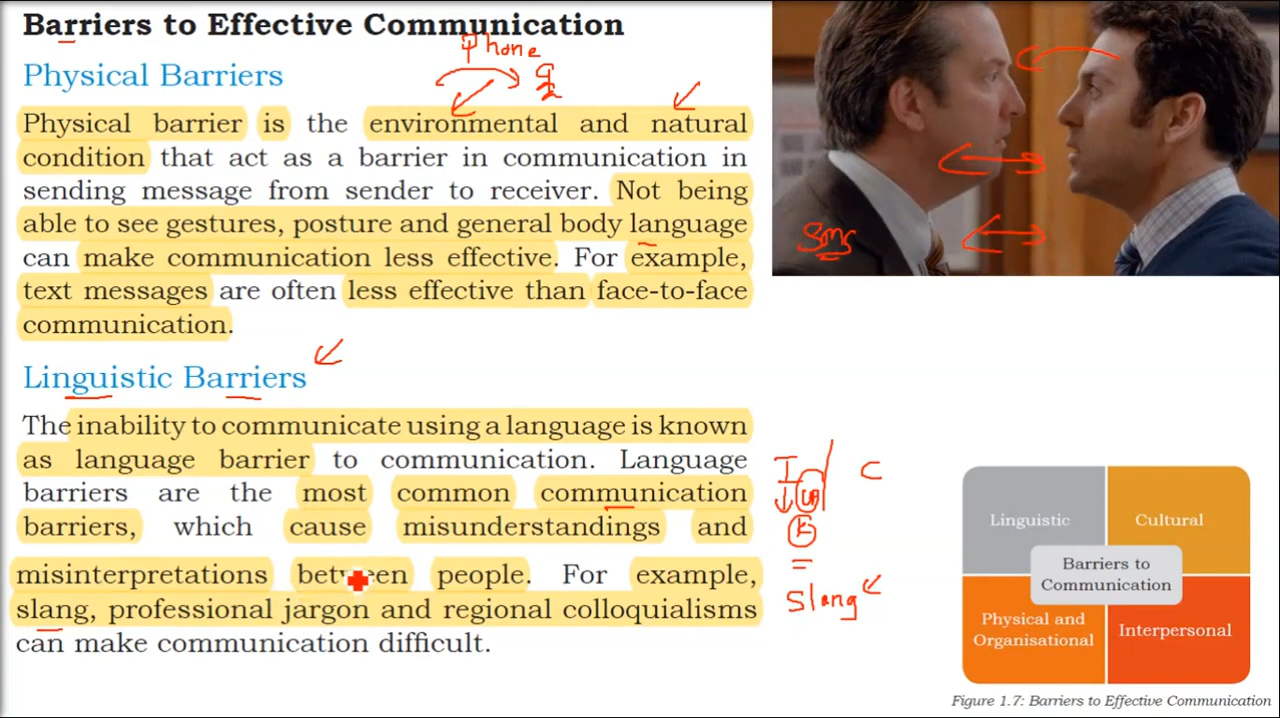 Barriers to Effective Communication
Phone
Physical Barriers
Physical barrier is the environmental and natural
condition that act as a barrier in communication in
sending message from sender to receiver. Not being
able to see gestures, posture and general body language
can make communication less effective. For example,
text messages are often less effective than face-to-face
communication.
Sms
Linguistic Barriers
The inability to communicate using a language is known
as language barrier to communication. Language
barriers are the most common communication
barriers, which cause misunderstandings and
misinterpretations between people. For example,
slang, professional jargon and regional colloquialisms
can make communication difficult.
I C
K
Slang
Linguistic
Cultural
Barriers to
Communication
Physical and
Organisational
Interpersonal
Figure 1.7: Barriers to Effective Communication